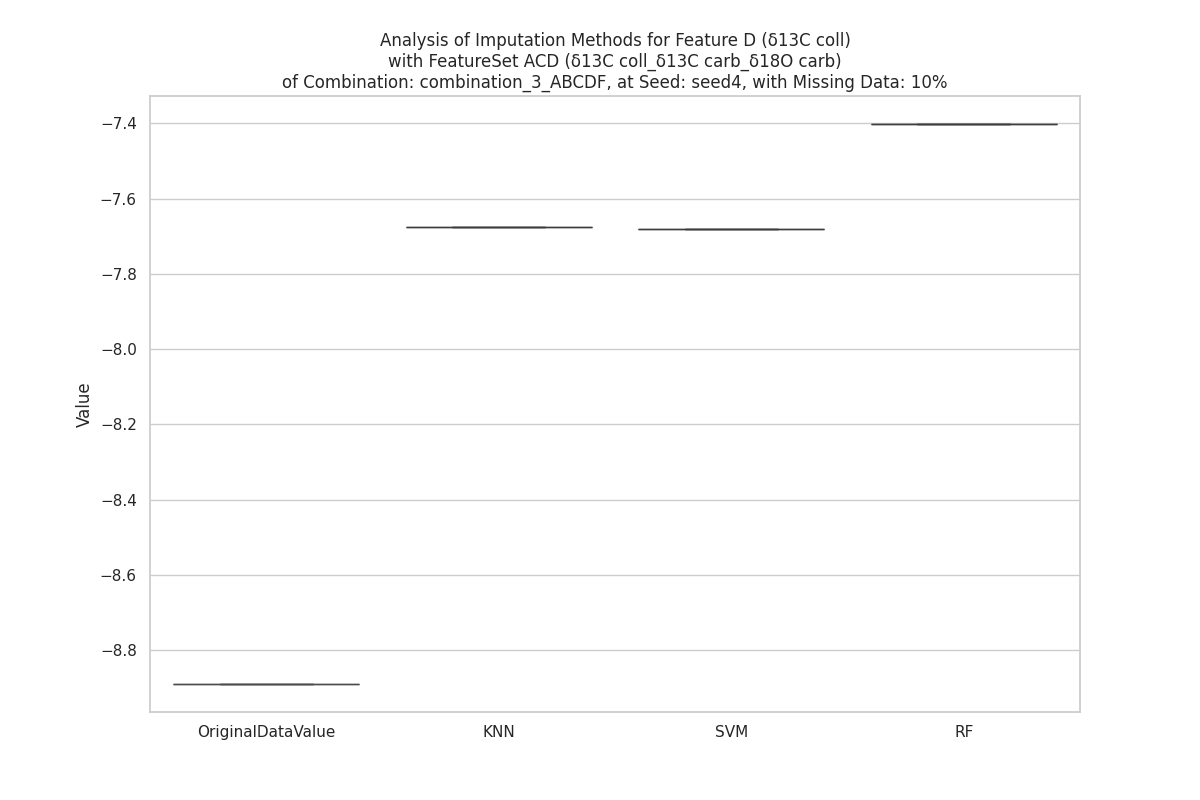 Analysis of Imputation Methods for Feature D (δ13C coll)
with FeatureSet ACD (δ13C coll_δ13C carb_δ18O carb)
of Combination: combination_3_ABCDF, at Seed: seed4, with Missing Data: 10%
−7.4
−7.6
−7.8
−8.0
−8.2
−8.4
−8.6
−8.8
Value
OriginalDataValue
KNN
SVM
RF